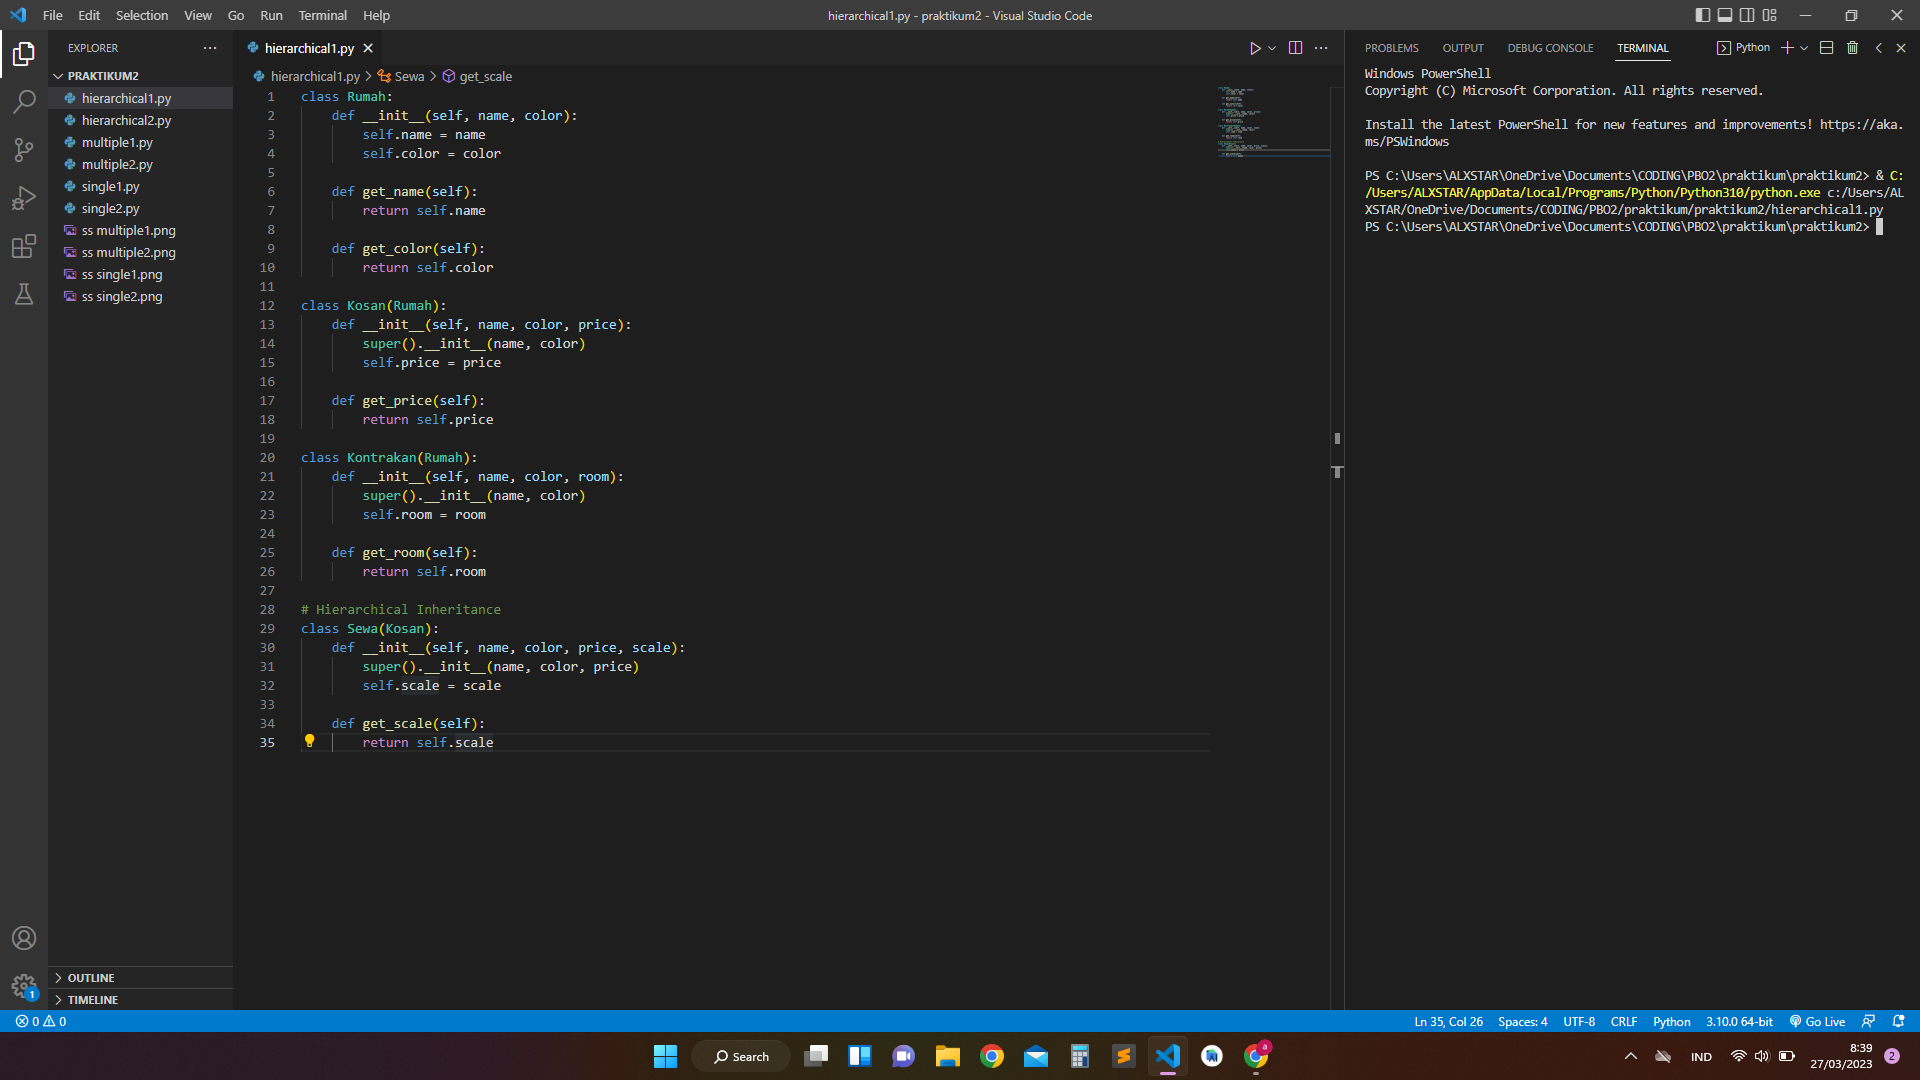 File Edit Selection View Go Run Terminal Help
hierarchical1.py - praktikum2 - Visual Studio Code
EXPLORER
PRAKTIKUM2
hierarchical1.py
hierarchical2.py
multiple1.py
multiple2.py
single1.py
single2.py
ss multiple1.png
ss multiple2.png
ss single1.png
ss single2.png
OUTLINE
TIMELINE
hierarchical1.py
hierarchical1.py > Sewa > get_scale
1 class Rumah:
2     def __init__(self, name, color):
3         self.name = name
4         self.color = color
5
6     def get_name(self):
7         return self.name
8
9     def get_color(self):
10         return self.color
11
12 class Kosan(Rumah):
13     def __init__(self, name, color, price):
14         super().__init__(name, color)
15         self.price = price
16
17     def get_price(self):
18         return self.price
19
20 class Kontrakan(Rumah):
21     def __init__(self, name, color, room):
22         super().__init__(name, color)
23         self.room = room
24
25     def get_room(self):
26         return self.room
27
28 # Hierarchical Inheritance
29 class Sewa(Kosan):
30     def __init__(self, name, color, price, scale):
31         super().__init__(name, color, price)
32         self.scale = scale
33
34     def get_scale(self):
35         return self.scale
PROBLEMS OUTPUT DEBUG CONSOLE TERMINAL Python
Windows PowerShell
Copyright (C) Microsoft Corporation. All rights reserved.
Install the latest PowerShell for new features and improvements! https://aka.
ms/PSWindows
PS C:\Users\ALXSTAR\OneDrive\Documents\CODING\PBO2\praktikum\praktikum2> & C:
/Users/ALXSTAR/AppData/Local/Programs/Python/Python310/python.exe c:/Users/AL
XSTAR/OneDrive/Documents/CODING/PBO2/praktikum/praktikum2/hierarchical1.py
PS C:\Users\ALXSTAR\OneDrive\Documents\CODING\PBO2\praktikum\praktikum2>
1
0 0
Ln 35, Col 26 Spaces: 4 UTF-8 CRLF Python 3.10.0 64-bit Go Live
Search
a
IND
8:39
27/03/2023
2